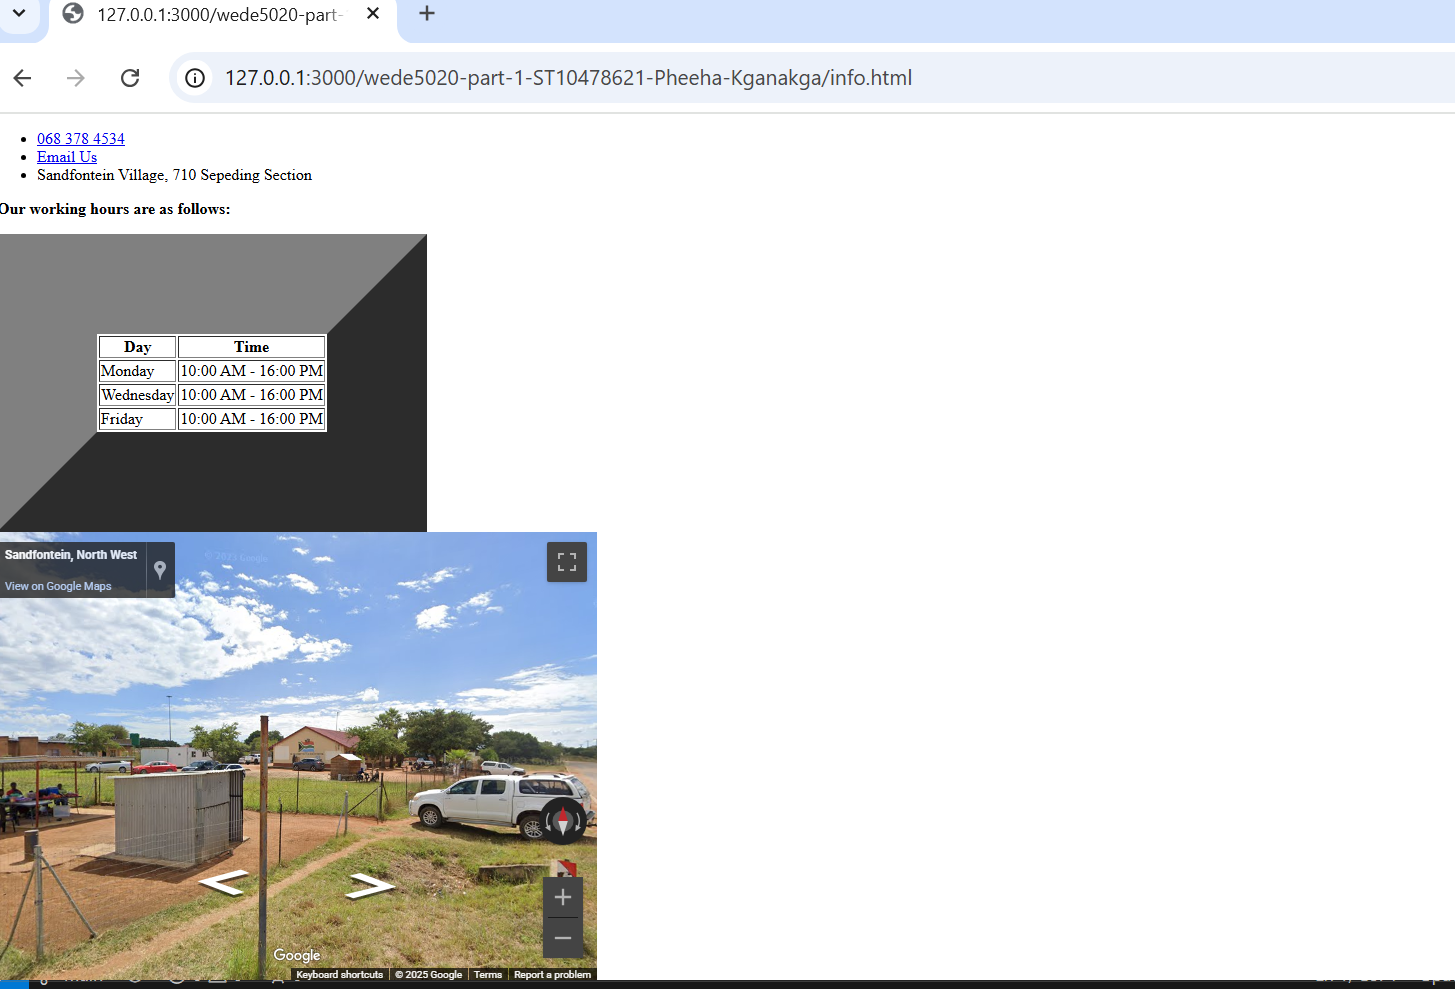 127.0.0.1:3000/wede5020-part-
127.0.0.1:3000/wede5020-part-1-ST10478621-Pheeha-Kganakga/info.html
068 378 4534
Email Us
Sandfontein Village, 710 Sepeding Section
Our working hours are as follows:
Day Time
Monday 10:00 AM - 16:00 PM
Wednesday 10:00 AM - 16:00 PM
Friday 10:00 AM - 16:00 PM
Sandfontein, North West
View on Google Maps
Google
Keyboard shortcuts © 2025 Google Terms Report a problem